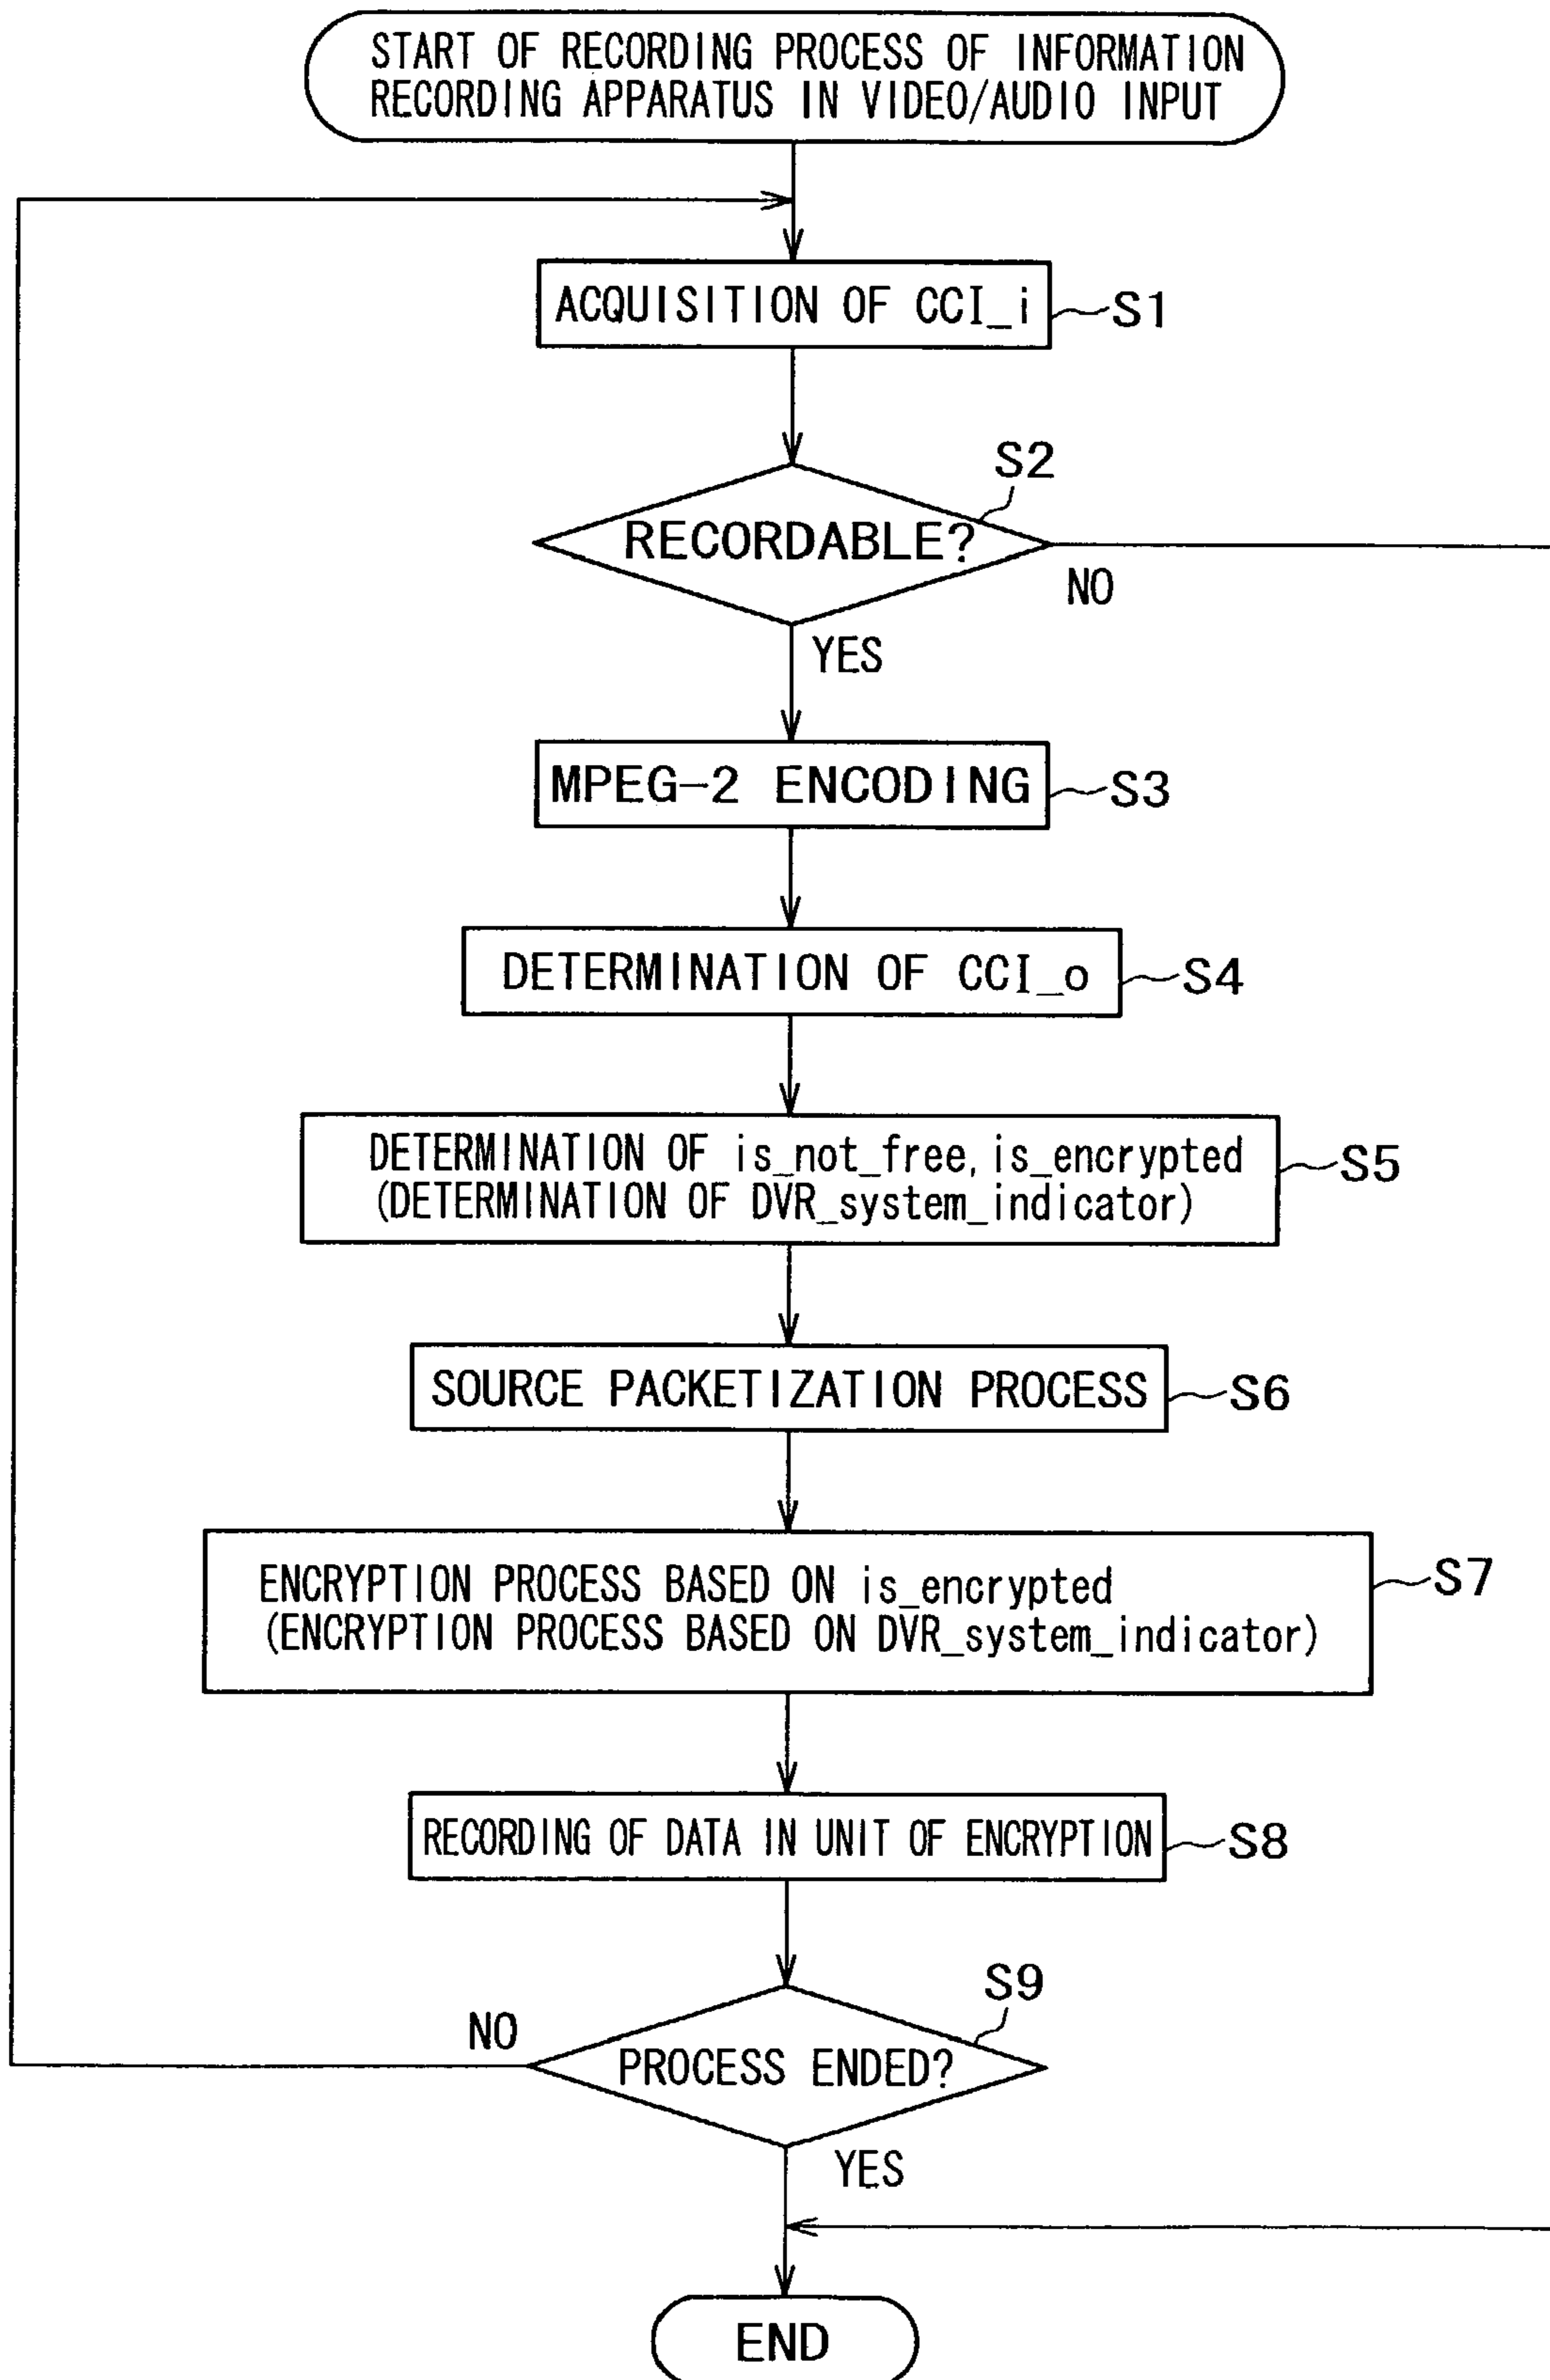 START OF RECORDING PROCESS OF INFORMATION
RECORDING APPARATUS IN VIDEO/AUDIO INPUT
ACQUISITION OF CCI_i
S1
S2
RECORDABLE?
NO
YES
MPEG-2 ENCODING
S3
DETERMINATION OF CCI_o
S4
DETERMINATION OF is_not_free, is_encrypted
(DETERMINATION OF DVR_system_indicator)
S5
SOURCE PACKETIZATION PROCESS
S6
ENCRYPTION PROCESS BASED ON is_encrypted
(ENCRYPTION PROCESS BASED ON DVR_system_indicator)
S7
RECORDING OF DATA IN UNIT OF ENCRYPTION
S8
S9
NO
PROCESS ENDED?
YES
END